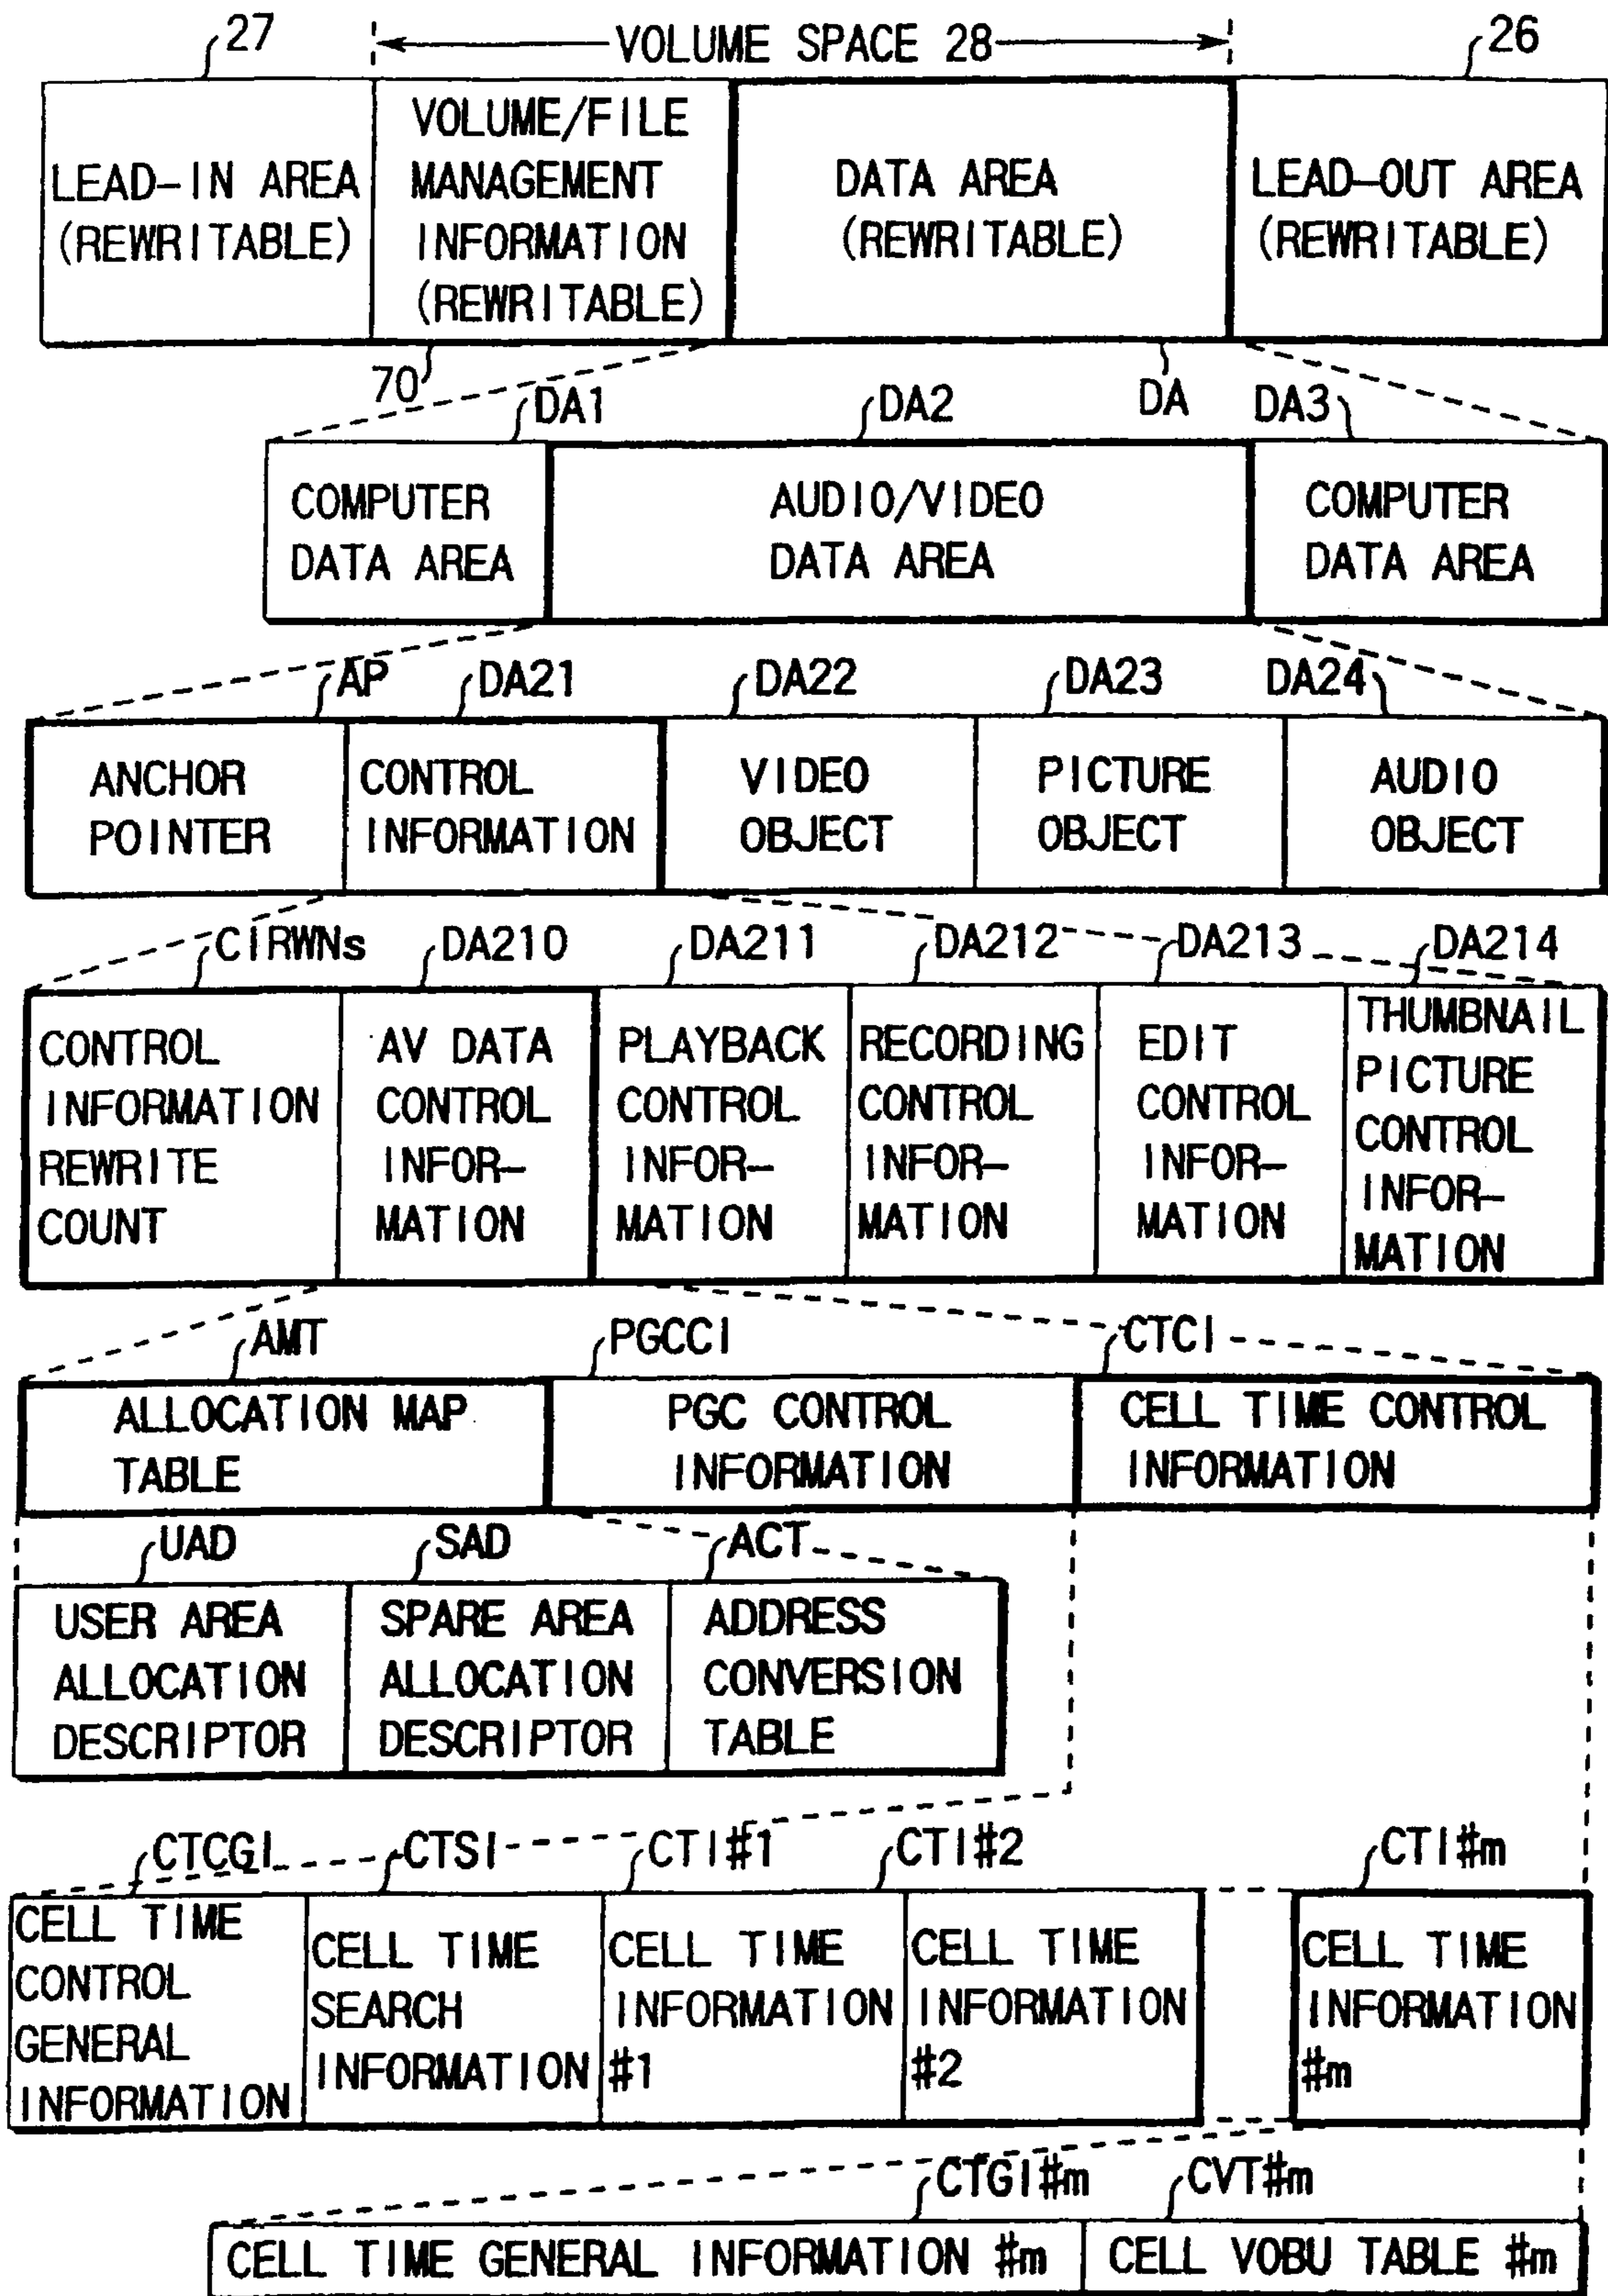 27
VOLUME SPACE 28
26
LEAD-IN AREA
(REWRITABLE)
VOLUME/FILE
MANAGEMENT
INFORMATION
(REWRITABLE)
DATA AREA
(REWRITABLE)
LEAD-OUT AREA
(REWRITABLE)
70
DA
DA1
DA2
DA3
COMPUTER
DATA AREA
AUDIO/VIDEO
DATA AREA
COMPUTER
DATA AREA
AP
DA21
DA22
DA23
DA24
ANCHOR
POINTER
CONTROL
INFORMATION
VIDEO
OBJECT
PICTURE
OBJECT
AUDIO
OBJECT
CIRWNs
DA210
DA211
DA212
DA213
DA214
CONTROL
INFORMATION
REWRITE
COUNT
AV DATA
CONTROL
INFOR-
MATION
PLAYBACK
CONTROL
INFOR-
MATION
RECORDING
CONTROL
INFOR-
MATION
EDIT
CONTROL
INFOR-
MATION
THUMBNAIL
PICTURE
CONTROL
INFOR-
MATION
AMT
PGCCI
CTCI
ALLOCATION MAP
TABLE
PGC CONTROL
INFORMATION
CELL TIME CONTROL
INFORMATION
UAD
SAD
ACT
USER AREA
ALLOCATION
DESCRIPTOR
SPARE AREA
ALLOCATION
DESCRIPTOR
ADDRESS
CONVERSION
TABLE
CTCGI
CTSI
CTI#1
CTI#2
CTI#m
CELL TIME
CONTROL
GENERAL
INFORMATION
CELL TIME
SEARCH
INFORMATION
CELL TIME
INFORMATION
#1
CELL TIME
INFORMATION
#2
CELL TIME
INFORMATION
#m
CTGI#m
CVT#m
CELL TIME GENERAL INFORMATION #m
CELL VOBU TABLE #m